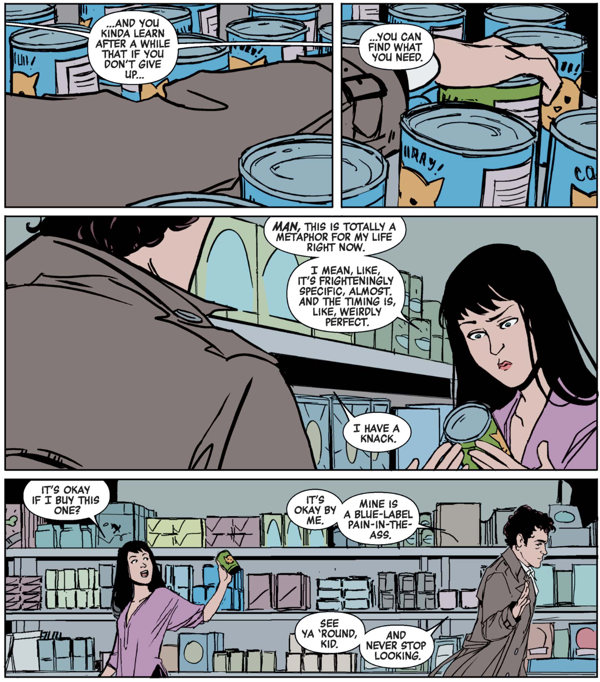 ...AND YOU
KINDA LEARN
AFTER A WHILE
THAT IF YOU
DON'T GIVE
UP...
...YOU CAN
FIND WHAT
YOU NEED.
URRAY!
CA
MAN, THIS IS TOTALLY A
METAPHOR FOR MY LIFE
RIGHT NOW.
I MEAN, LIKE,
IT'S FRIGHTENINGLY
SPECIFIC, ALMOST.
AND THE TIMING IS,
LIKE, WEIRDLY
PERFECT.
I HAVE A
KNACK.
IT'S OKAY
IF I BUY THIS
ONE?
IT'S
OKAY BY
ME.
MINE IS
A BLUE-LABEL
PAIN-IN-THE-
ASS.
SEE
YA 'ROUND,
KID.
AND
NEVER STOP
LOOKING.